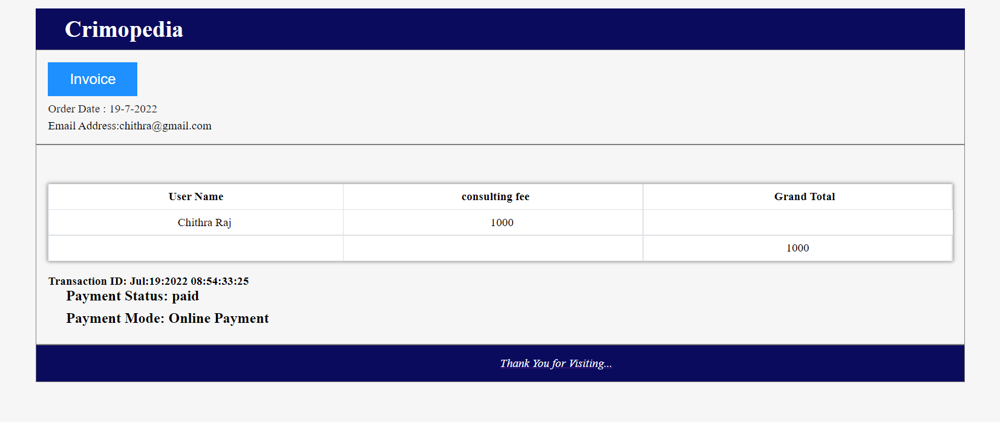 Crimopedia
Invoice
Order Date : 19-7-2022
Email Address:chithra@gmail.com
User Name consulting fee Grand Total
Chithra Raj 1000
1000
Transaction ID: Jul:19:2022 08:54:33:25
Payment Status: paid
Payment Mode: Online Payment
Thank You for Visiting...